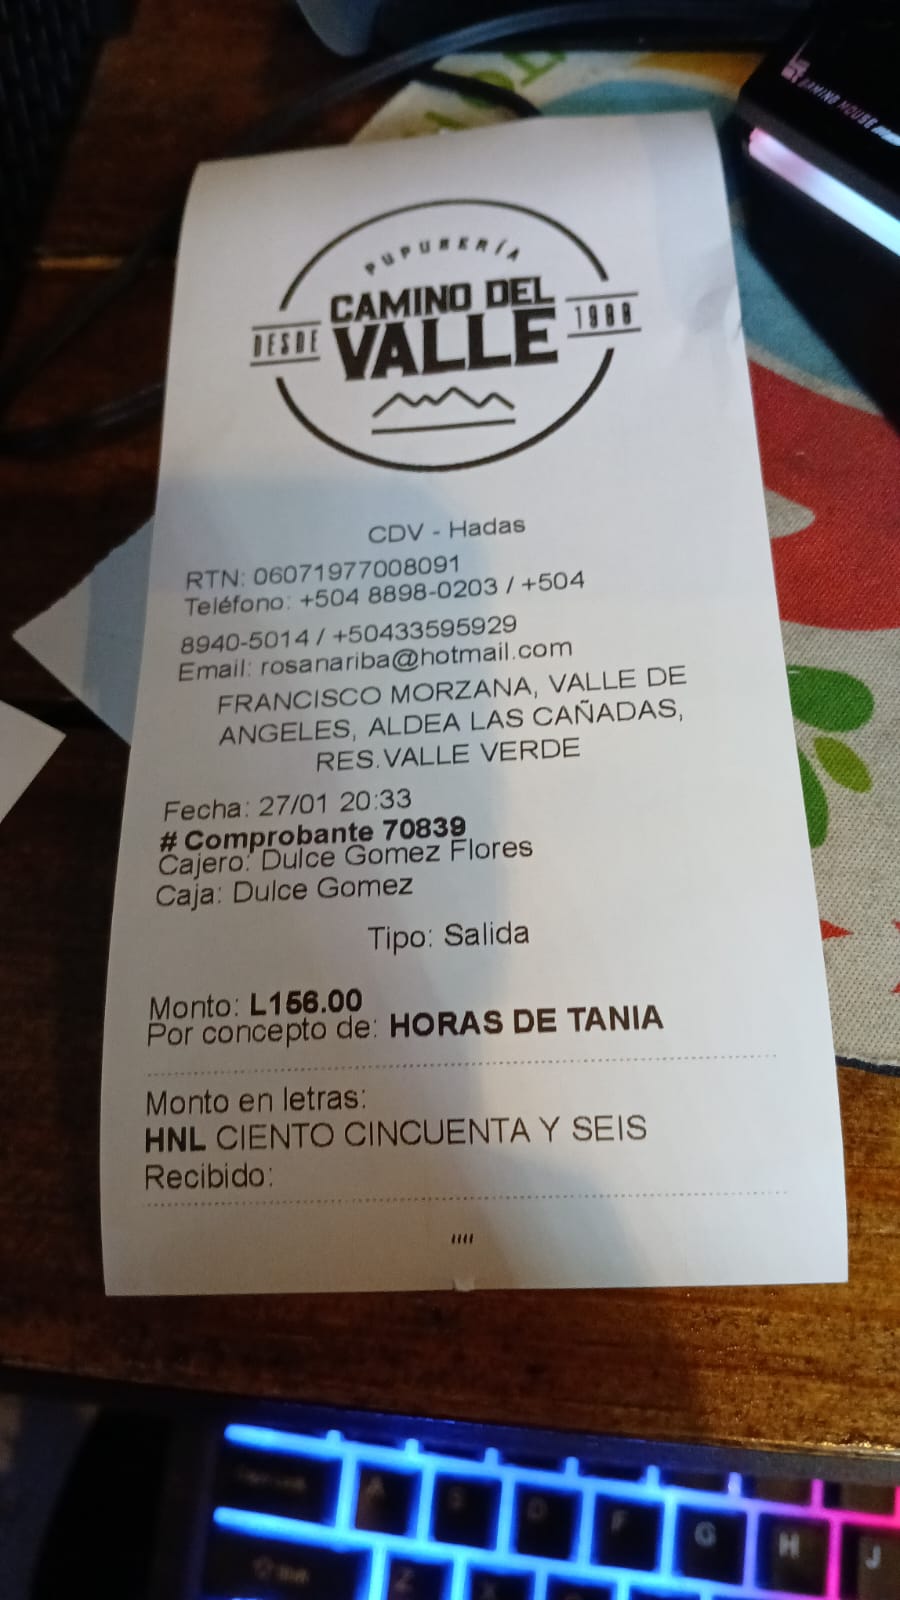 PUPUSERÍA
CAMINO DEL
VALLE
DESDE
1988
CDV - Hadas
RTN: 06071977008091
Teléfono: +504 8898-0203 / +504
8940-5014 / +50433595929
Email: rosanariba@hotmail.com
FRANCISCO MORZANA, VALLE DE
ANGELES, ALDEA LAS CAÑADAS,
RES.VALLE VERDE
Fecha: 27/01 20:33
# Comprobante 70839
Cajero: Dulce Gomez Flores
Caja: Dulce Gomez
Tipo: Salida
Monto: L156.00
Por concepto de: HORAS DE TANIA
Monto en letras:
HNL CIENTO CINCUENTA Y SEIS
Recibido:
GAMING MOUSE
A S D F G H J
Z X